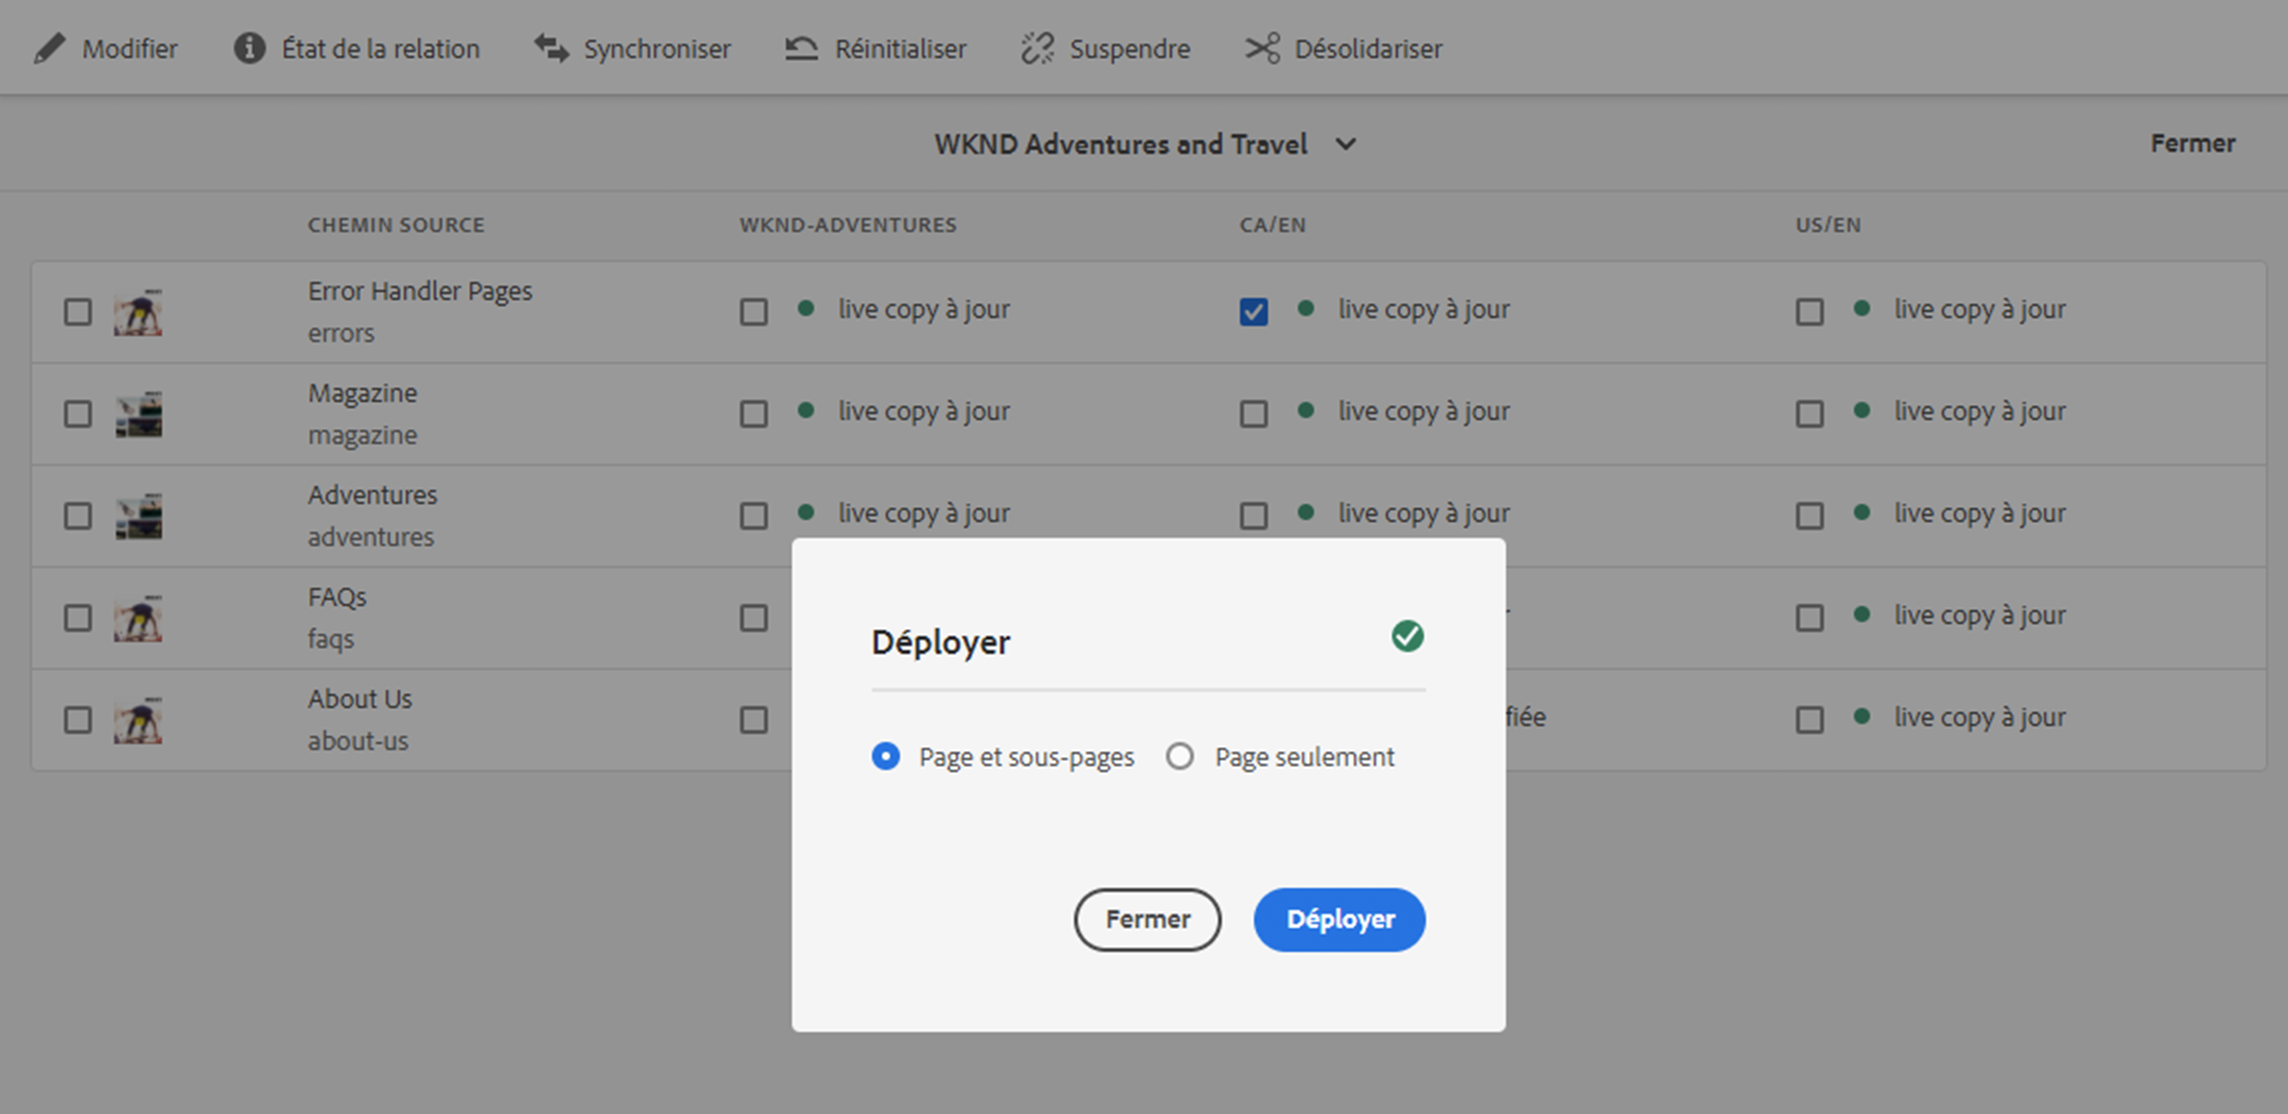 Modifier État de la relation Synchroniser Réinitialiser Suspendre Désolidariser
WKND Adventures and Travel Fermer
CHEMIN SOURCE WKND-ADVENTURES CA/EN US/EN
Error Handler Pages
errors
live copy à jour live copy à jour live copy à jour
Magazine
magazine
live copy à jour live copy à jour live copy à jour
Adventures
adventures
live copy à jour live copy à jour live copy à jour
FAQs
faqs
live copy à jour
About Us
about-us
fiée live copy à jour
Déployer
Page et sous-pages Page seulement
Fermer Déployer